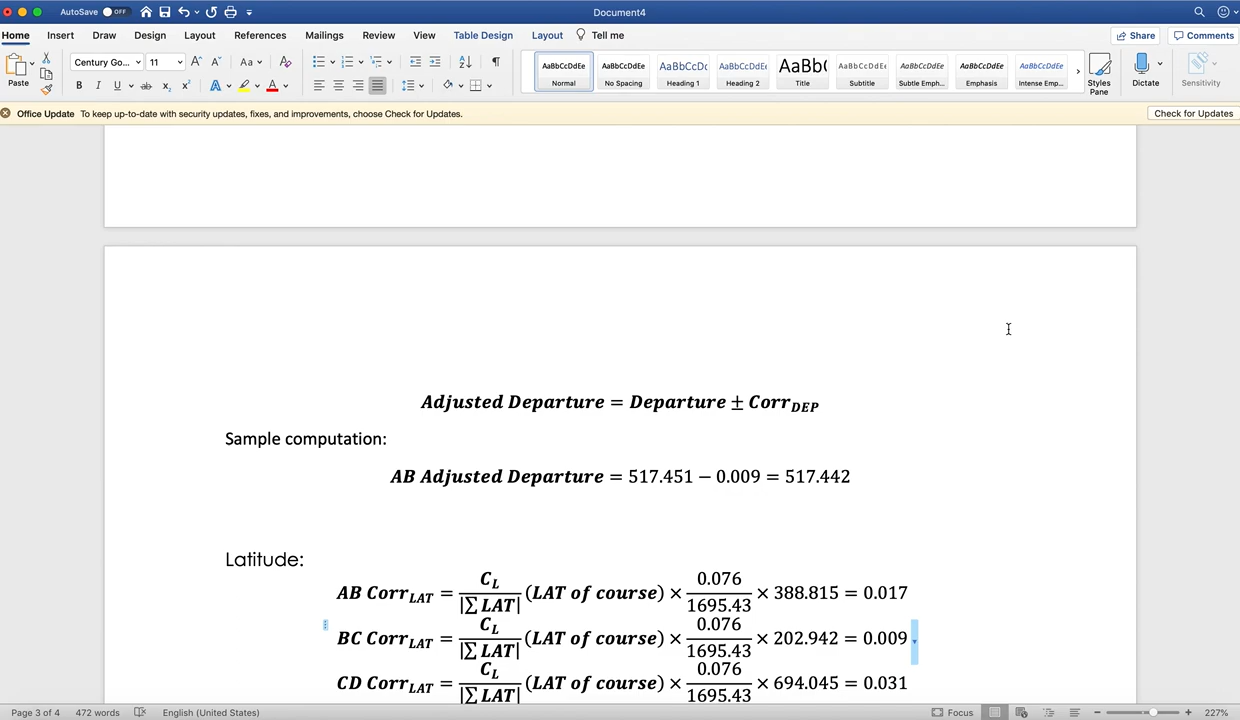 AutoSave OFF Document4
Home Insert Draw Design Layout References Mailings Review View Table Design Layout Tell me Share Comments
Paste Century Go... 11 A^ A˅ Aa A
B I U ab x₂ x² A A
AaBbCcDdEe Normal
AaBbCcDdEe No Spacing
AaBbCcDc Heading 1
AaBbCcDdEe Heading 2
AaBb( Title
AaBbCcDdEe Subtitle
AaBbCcDdEe Subtle Emph...
AaBbCcDdEe Emphasis
AaBbCcDdEe Intense Emp...
Styles Pane
Dictate
Sensitivity
Office Update To keep up-to-date with security updates, fixes, and improvements, choose Check for Updates. Check for Updates
Adjusted Departure = Departure ± Corr_DEP
Sample computation:
AB Adjusted Departure = 517.451 − 0.009 = 517.442
Latitude:
AB Corr_LAT = C_L/|∑ LAT| (LAT of course) × 0.076/1695.43 × 388.815 = 0.017
BC Corr_LAT = C_L/|∑ LAT| (LAT of course) × 0.076/1695.43 × 202.942 = 0.009
CD Corr_LAT = C_L/|∑ LAT| (LAT of course) × 0.076/1695.43 × 694.045 = 0.031
Page 3 of 4 472 words English (United States) Focus 227%